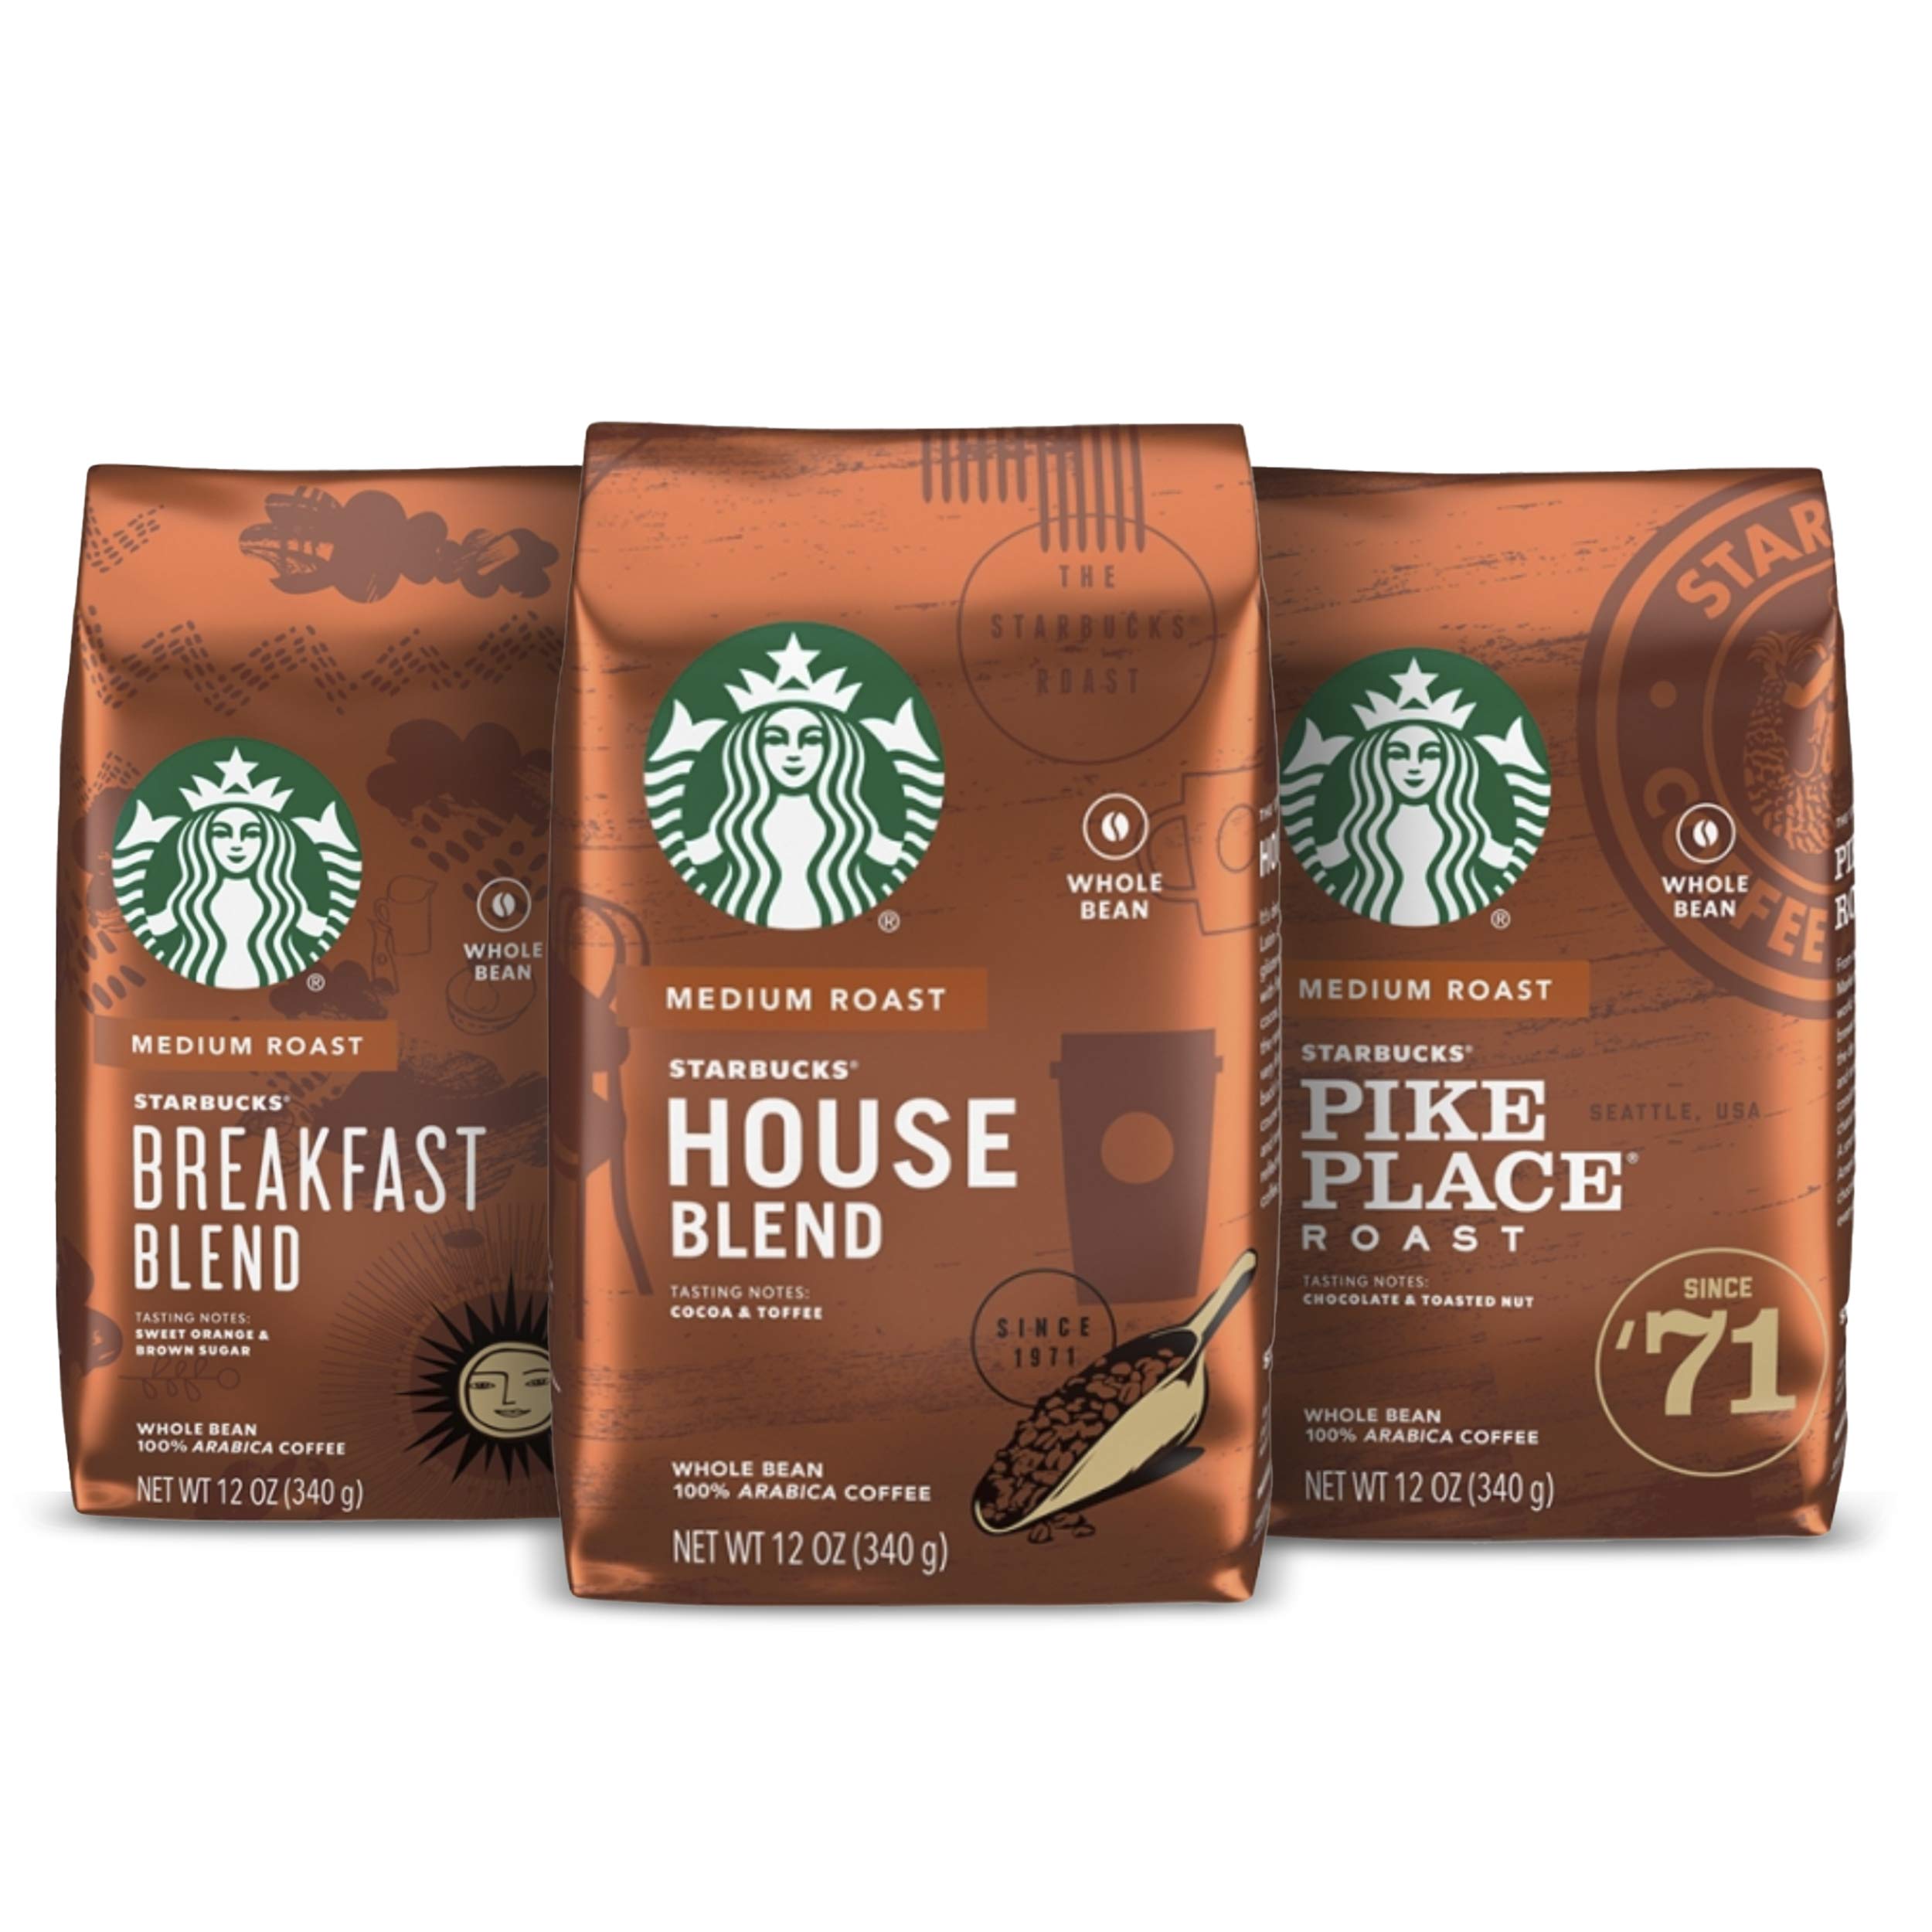 WHOLE
BEAN
MEDIUM ROAST
STARBUCKS®
BREAKFAST
BLEND
TASTING NOTES:
SWEET ORANGE &
BROWN SUGAR
WHOLE BEAN
100% ARABICA COFFEE
NET WT 12 OZ (340 g)
®
THE
STARBUCKS
ROAST
WHOLE
BEAN
®
MEDIUM ROAST
STARBUCKS®
HOUSE
BLEND
TASTING NOTES:
COCOA & TOFFEE
SINCE
1971
WHOLE BEAN
100% ARABICA COFFEE
NET WT 12 OZ (340 g)
STAR
COFFEE
WHOLE
BEAN
®
MEDIUM ROAST
STARBUCKS®
PIKE
PLACE®
ROAST
SEATTLE, USA
TASTING NOTES:
CHOCOLATE & TOASTED NUT
SINCE
'71
WHOLE BEAN
100% ARABICA COFFEE
NET WT 12 OZ (340 g)